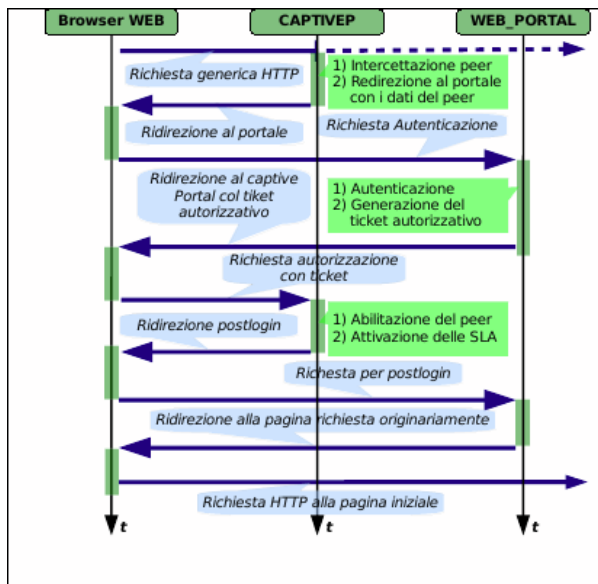 Browser WEB
CAPTIVEP
WEB_PORTAL
Richiesta generica HTTP
1) Intercettazione peer
2) Redirezione al portale
con i dati del peer
Ridirezione al portale
Richiesta Autenticazione
Ridirezione al captive
Portal col tiket
autorizzativo
1) Autenticazione
2) Generazione del
ticket autorizzativo
Richiesta autorizzazione
con ticket
Ridirezione postlogin
1) Abilitazione del peer
2) Attivazione delle SLA
Richesta per postlogin
Ridirezione alla pagina richiesta originariamente
Richiesta HTTP alla pagina iniziale
t
t
t